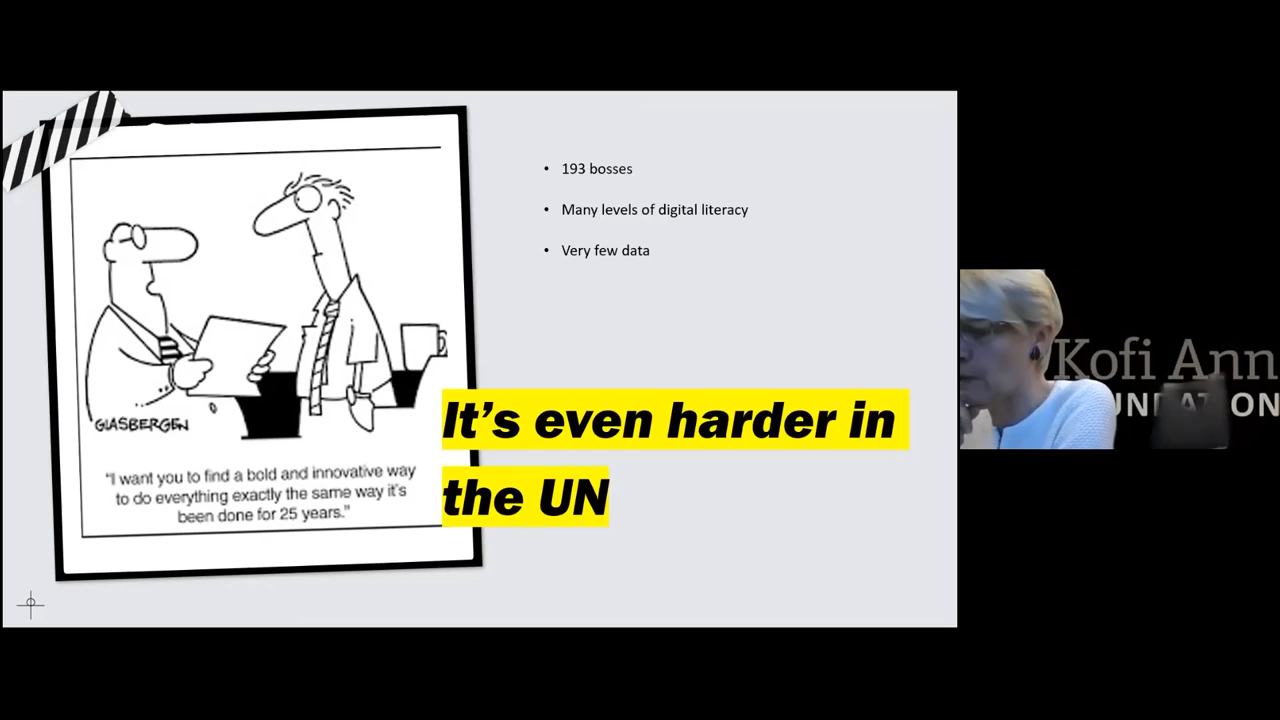 193 bosses
Many levels of digital literacy
Very few data
GLASBERGEN
"I want you to find a bold and innovative way
to do everything exactly the same way it's
been done for 25 years."
It's even harder in
the UN
Kofi Ann